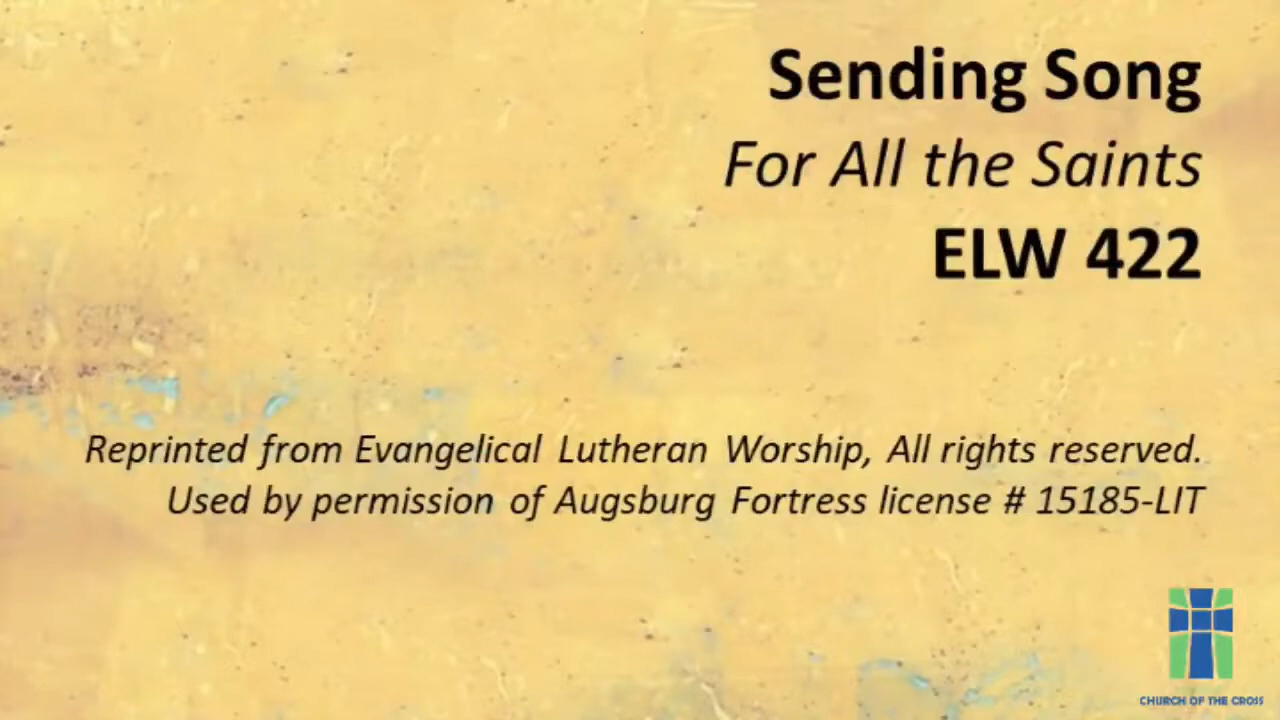 Sending Song
For All the Saints
ELW 422
Reprinted from Evangelical Lutheran Worship, All rights reserved.
Used by permission of Augsburg Fortress license # 15185-LIT
CHURCH OF THE CROSS